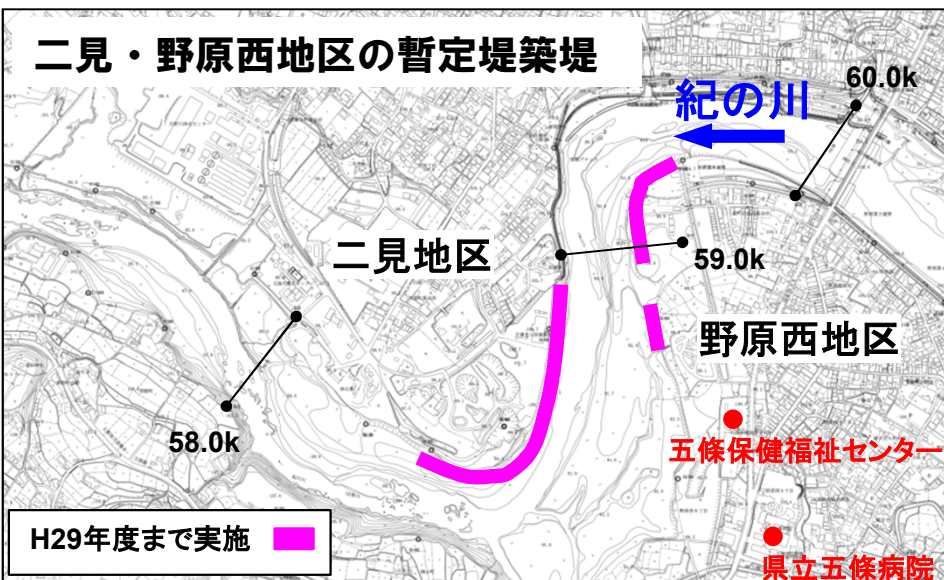 二見・野原西地区の暫定堤築堤
60.0k
紀の川
二見地区
59.0k
野原西地区
58.0k
五條保健福祉センター
H29年度まで実施
県立五條病院